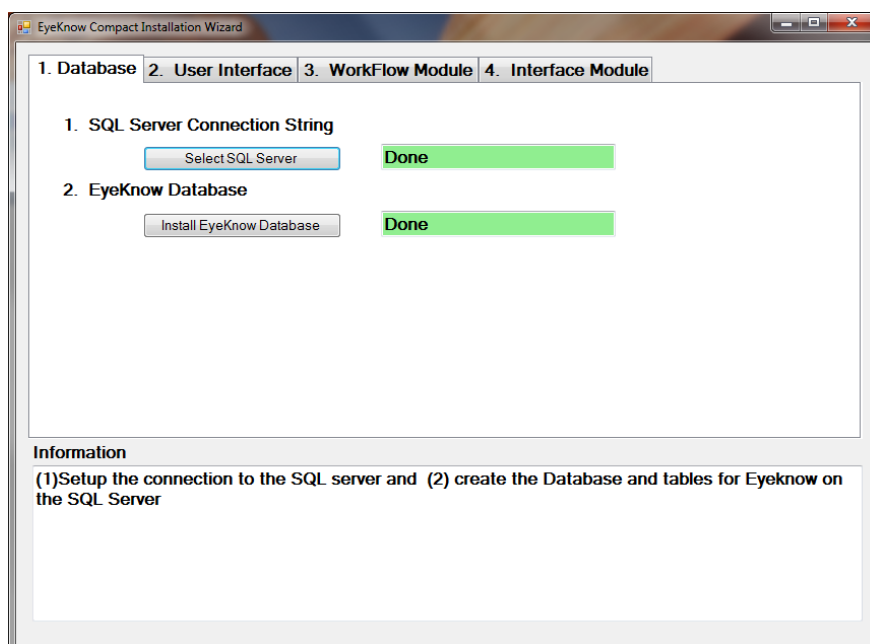 EyeKnow Compact Installation Wizard
1. Database 2. User Interface 3. WorkFlow Module 4. Interface Module
1. SQL Server Connection String
Select SQL Server Done
2. EyeKnow Database
Install EyeKnow Database Done
Information
(1)Setup the connection to the SQL server and (2) create the Database and tables for Eyeknow on
the SQL Server